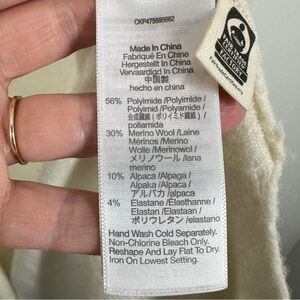 CKP475695662
Made In China
Fabriqué En Chine
Hergestellt In China
Vervaardigd In China
中国製
hecho en china
56% Polyimide /Polyimide /
Polyimid /Polyamide /
合成繊維 (ポリイミド繊維) /
poliamida
30% Merino Wool /Laine
Mérinos /Merino
Wolle /Merinowol /
メリノウール /lana
merino
10% Alpaca /Alpaga /
Alpaka /Alpaca /
アルパカ /alpaca
4% Elastane /Elasthanne /
Elastan /Elastaan /
ポリウレタン /elastano
Hand Wash Cold Separately.
Non-Chlorine Bleach Only.
Reshape And Lay Flat To Dry.
Iron On Lowest Setting.